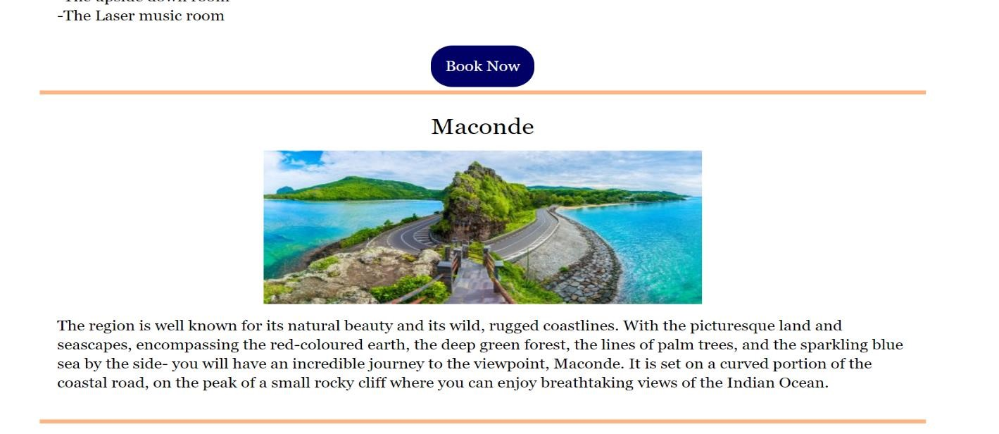 -The upside down room
-The Laser music room
Book Now
Maconde
The region is well known for its natural beauty and its wild, rugged coastlines. With the picturesque land and
seascapes, encompassing the red-coloured earth, the deep green forest, the lines of palm trees, and the sparkling blue
sea by the side- you will have an incredible journey to the viewpoint, Maconde. It is set on a curved portion of the
coastal road, on the peak of a small rocky cliff where you can enjoy breathtaking views of the Indian Ocean.